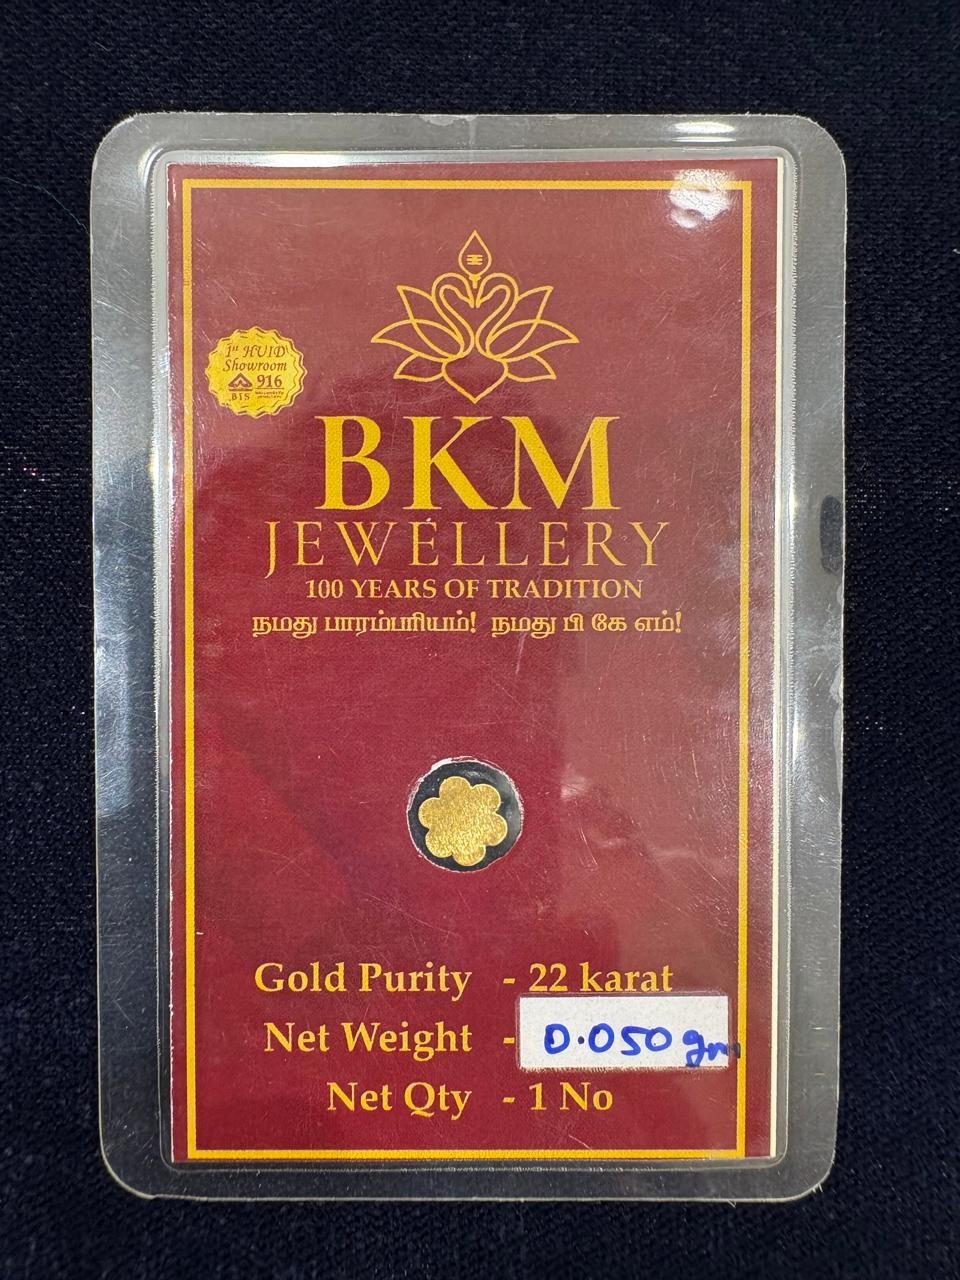 1st HUID
Showroom
916
BIS
BKM
JEWELLERY
100 YEARS OF TRADITION
நமது பாரம்பரியம்! நமது பி கே எம்!
Gold Purity - 22 karat
Net Weight - 0.050 gm
Net Qty - 1 No